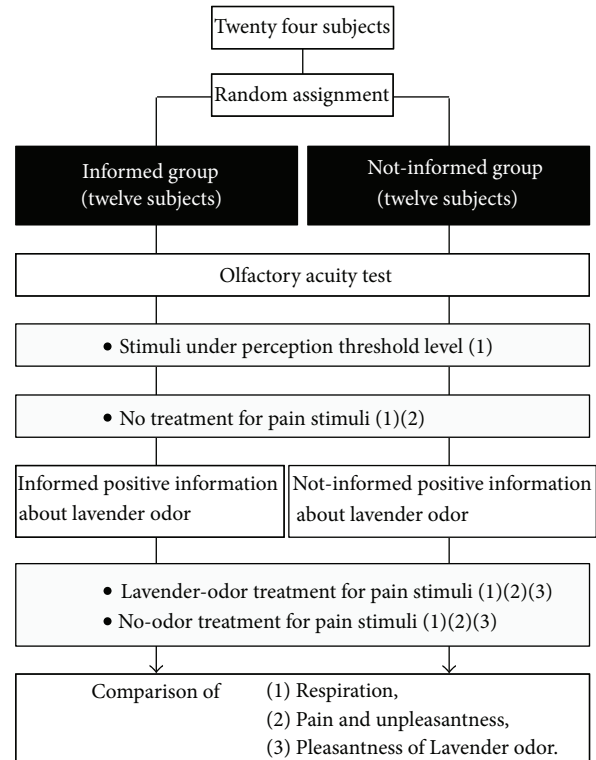 Twenty four subjects
Random assignment
Informed group
(twelve subjects)
Not-informed group
(twelve subjects)
Olfactory acuity test
• Stimuli under perception threshold level (1)
• No treatment for pain stimuli (1)(2)
Informed positive information
about lavender odor
Not-informed positive information
about lavender odor
• Lavender-odor treatment for pain stimuli (1)(2)(3)
• No-odor treatment for pain stimuli (1)(2)(3)
Comparison of (1) Respiration,
(2) Pain and unpleasantness,
(3) Pleasantness of Lavender odor.